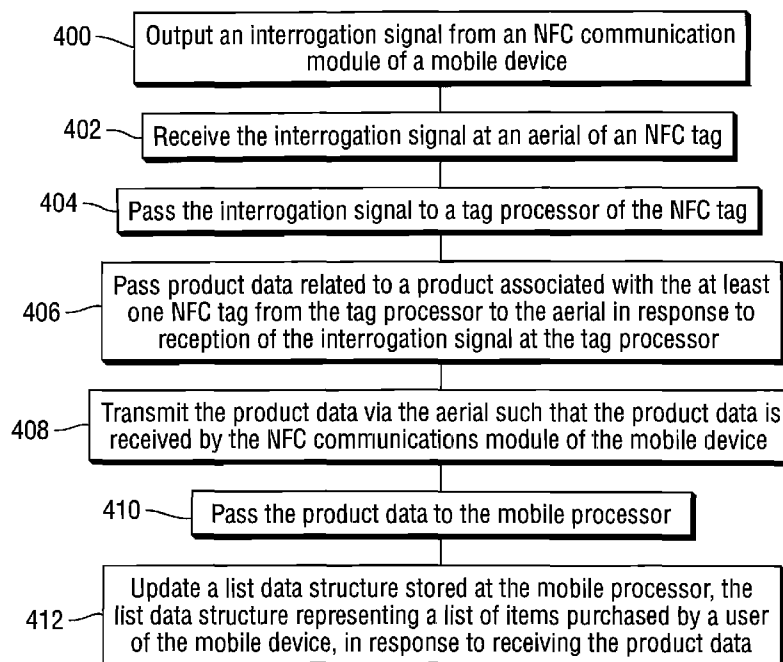 400
Output an interrogation signal from an NFC communication
module of a mobile device
402
Receive the interrogation signal at an aerial of an NFC tag
404
Pass the interrogation signal to a tag processor of the NFC tag
406
Pass product data related to a product associated with the at least
one NFC tag from the tag processor to the aerial in response to
reception of the interrogation signal at the tag processor
408
Transmit the product data via the aerial such that the product data is
received by the NFC communications module of the mobile device
410
Pass the product data to the mobile processor
412
Update a list data structure stored at the mobile processor, the
list data structure representing a list of items purchased by a user
of the mobile device, in response to receiving the product data